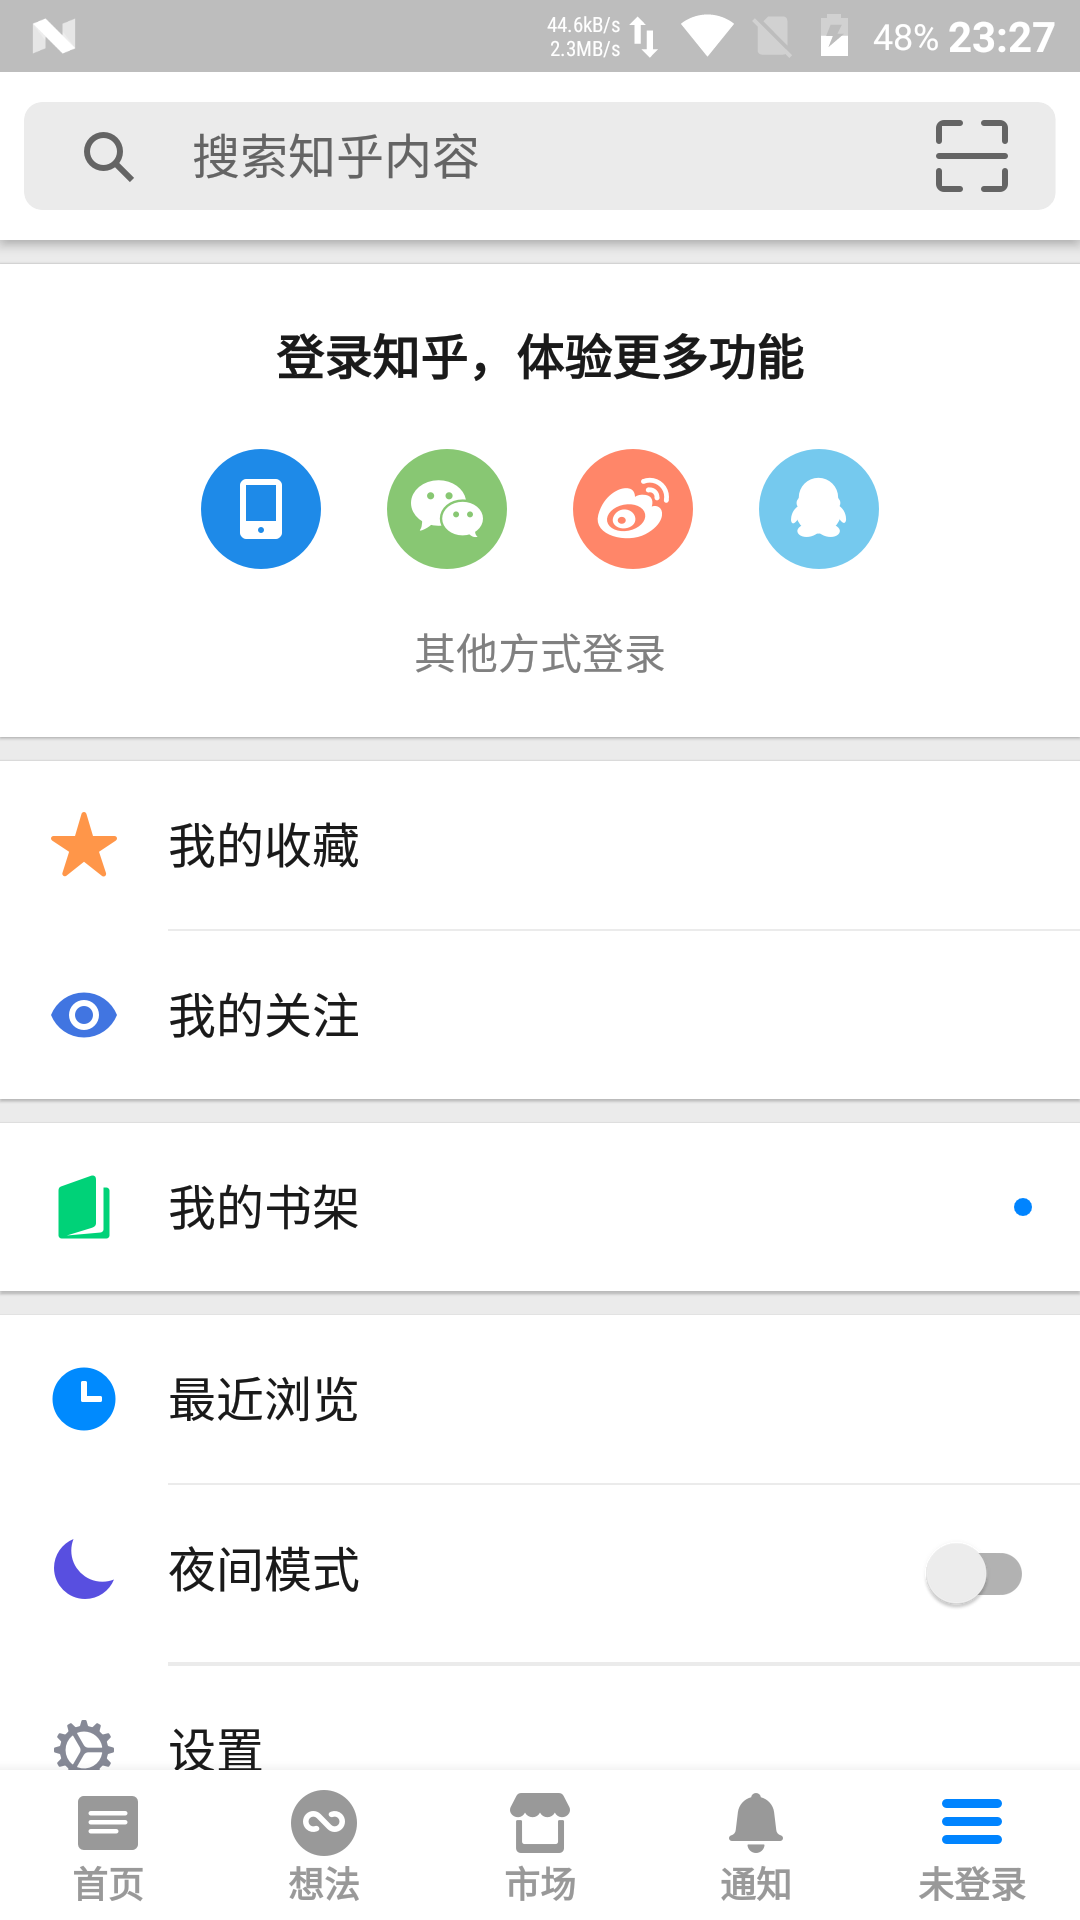 44.6kB/s
2.3MB/s
48% 23:27
搜索知乎内容
登录知乎，体验更多功能
其他方式登录
我的收藏
我的关注
我的书架
最近浏览
夜间模式
设置
首页 想法 市场 通知 未登录